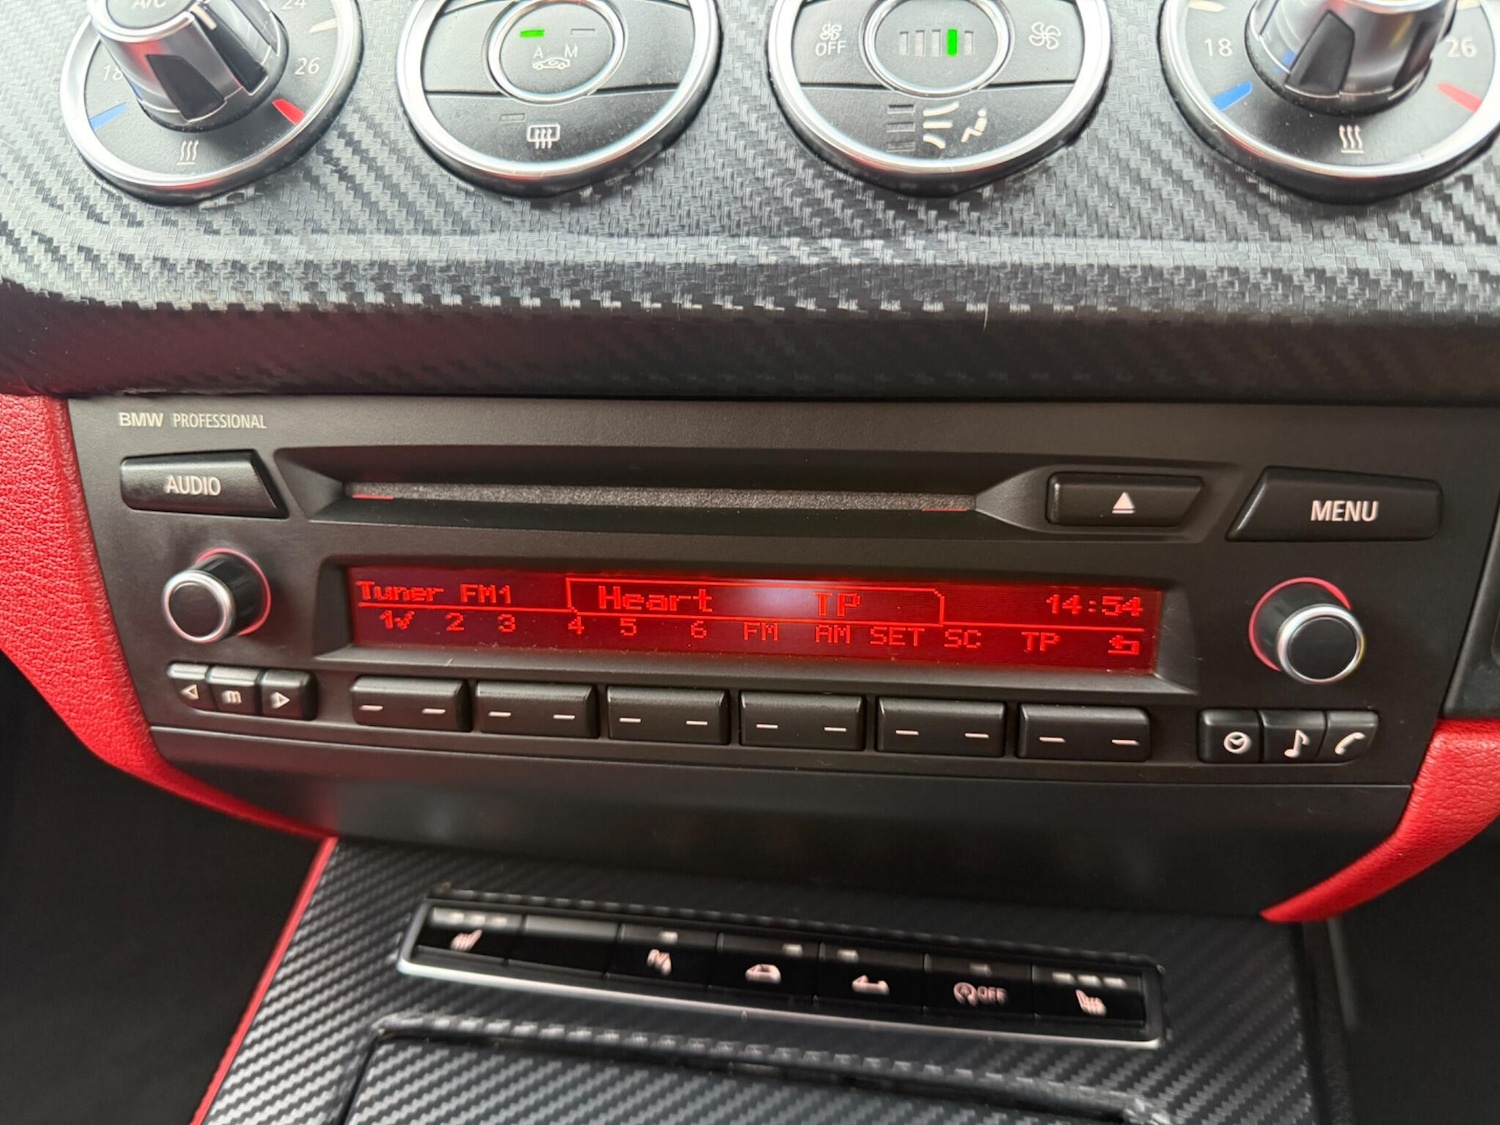 A/C 24
18 26
A M
OFF
18 26
BMW PROFESSIONAL
AUDIO
MENU
Tuner FM1 Heart TP 14:54
1✓ 2 3 4 5 6 FM AM SET SC TP
m
OFF